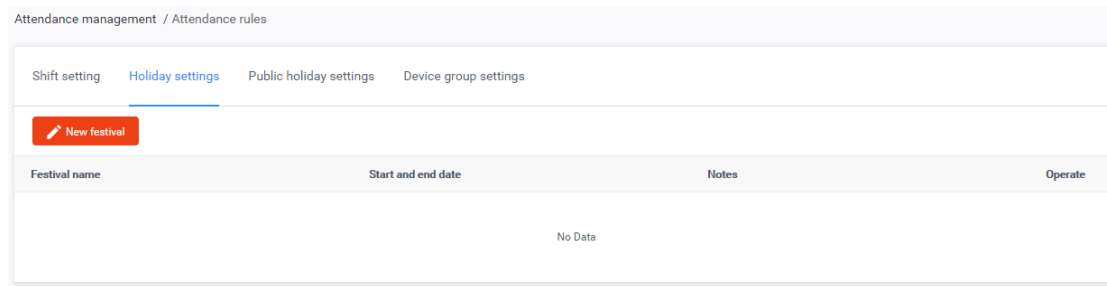 Attendance management / Attendance rules
Shift setting Holiday settings Public holiday settings Device group settings
New festival
Festival name Start and end date Notes Operate
No Data